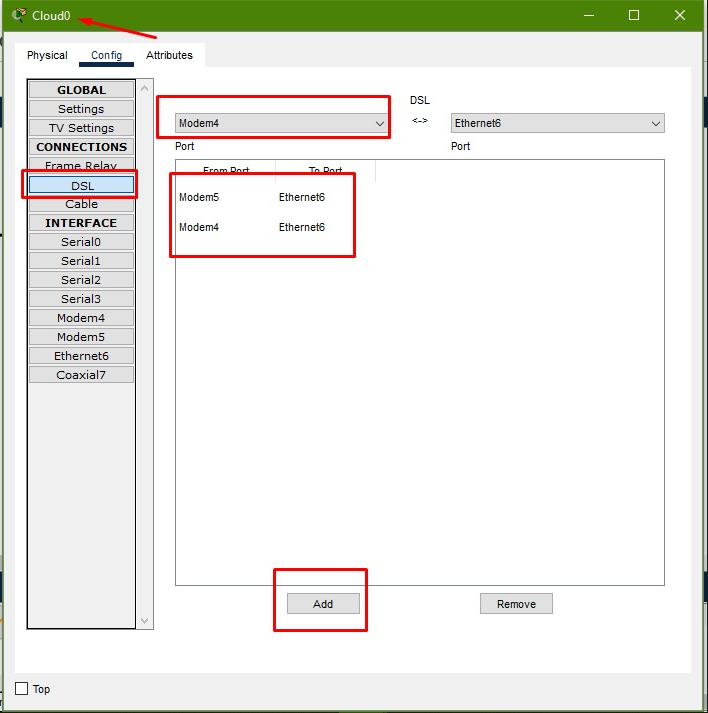 Cloud0
Physical Config Attributes
GLOBAL
Settings
TV Settings
CONNECTIONS
Frame Relay
DSL
Cable
INTERFACE
Serial0
Serial1
Serial2
Serial3
Modem4
Modem5
Ethernet6
Coaxial7
DSL
Modem4 <-> Ethernet6
Port Port
From Port To Port
Modem5 Ethernet6
Modem4 Ethernet6
Add Remove
Top